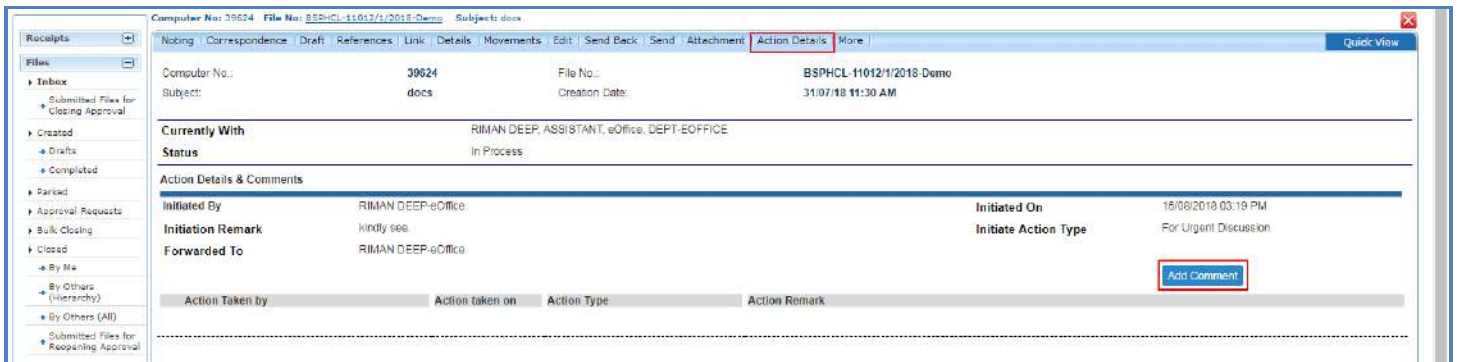 Computer No: 39624 File No: BSPHCL-11012/1/2018-Demo Subject: docs
Receipts
Noting Correspondence Draft References Link Details Movements Edit Send Back Send Attachment Action Details More
Quick View
Files
Inbox
Submitted Files for
Closing Approval
Created
Drafts
Completed
Parked
Approval Requests
Bulk Closing
Closed
By Me
By Others
(Hierarchy)
By Others (All)
Submitted Files for
Reopening Approval
Computer No.: 39624 File No.: BSPHCL-11012/1/2018-Demo
Subject: docs Creation Date: 31/07/18 11:30 AM
Currently With RIMAN DEEP, ASSISTANT, eOffice, DEPT-EOFFICE
Status In Process
Action Details & Comments
Initiated By RIMAN DEEP-eOffice Initiated On 16/08/2018 03:19 PM
Initiation Remark kindly see. Initiate Action Type For Urgent Discussion
Forwarded To RIMAN DEEP-eOffice
Add Comment
Action Taken by Action taken on Action Type Action Remark